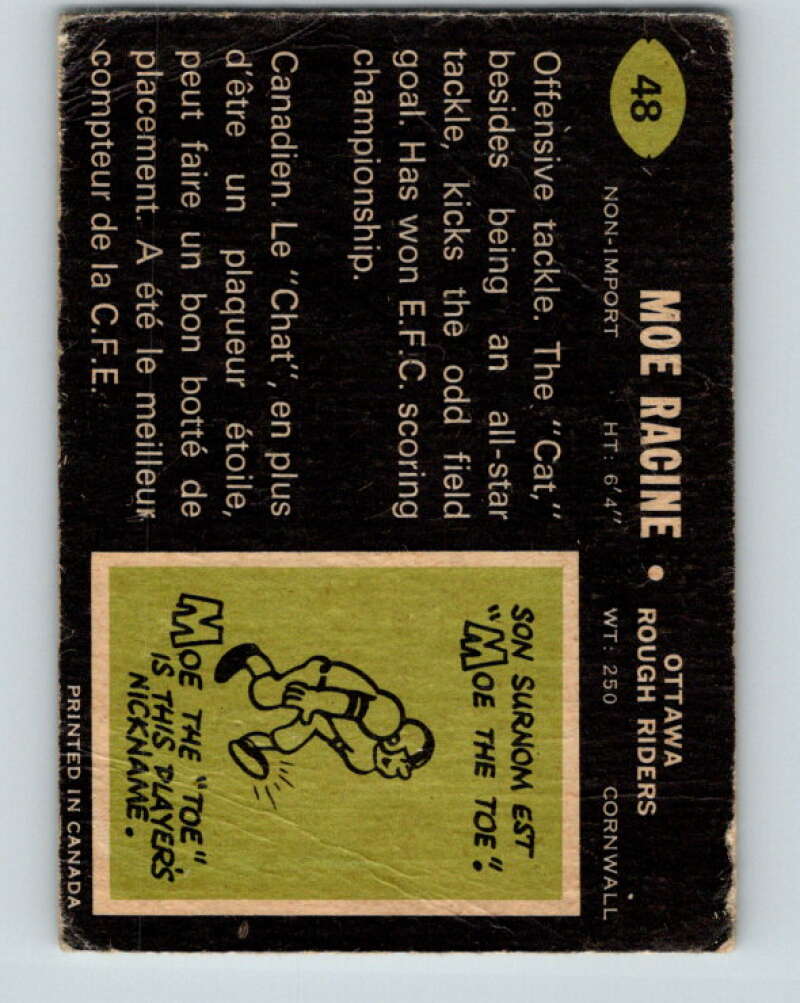 48
MOE RACINE • OTTAWA
ROUGH RIDERS
NON-IMPORT HT: 6'4" WT: 250 CORNWALL
Offensive tackle. The "Cat,"
besides being an all-star
tackle, kicks the odd field
goal. Has won E.F.C. scoring
championship.
Canadien. Le "Chat", en plus
d'être un plaqueur étoile,
peut faire un bon botté de
placement. A été le meilleur
compteur de la C.F.E.
SON SURNOM EST
"MOE THE TOE".
MOE THE "TOE"
IS THIS PLAYER'S
NICKNAME.
PRINTED IN CANADA